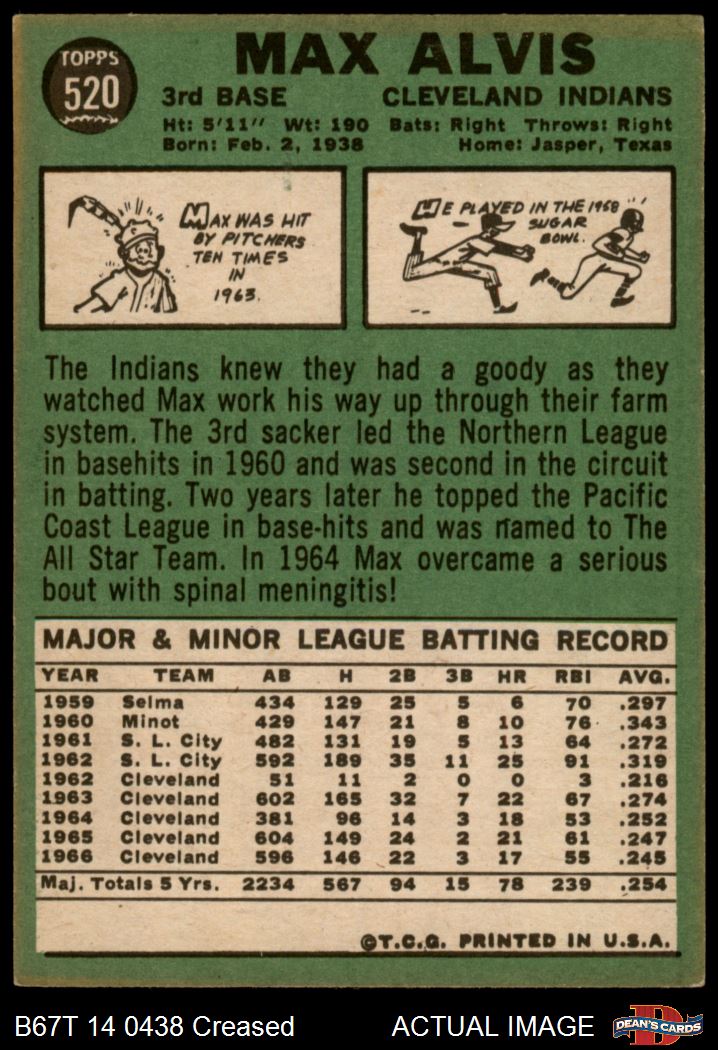 TOPPS
520
MAX ALVIS
3rd BASE CLEVELAND INDIANS
Ht: 5'11" Wt: 190 Bats: Right Throws: Right
Born: Feb. 2, 1938 Home: Jasper, Texas
MAX WAS HIT
BY PITCHERS
TEN TIMES
IN
1963.
HE PLAYED IN THE 1958
SUGAR
BOWL.
The Indians knew they had a goody as they
watched Max work his way up through their farm
system. The 3rd sacker led the Northern League
in basehits in 1960 and was second in the circuit
in batting. Two years later he topped the Pacific
Coast League in base-hits and was named to The
All Star Team. In 1964 Max overcame a serious
bout with spinal meningitis!
MAJOR & MINOR LEAGUE BATTING RECORD
YEAR TEAM AB H 2B 3B HR RBI AVG.
1959 Selma 434 129 25 5 6 70 .297
1960 Minot 429 147 21 8 10 76 .343
1961 S. L. City 482 131 19 5 13 64 .272
1962 S. L. City 592 189 35 11 25 91 .319
1962 Cleveland 51 11 2 0 0 3 .216
1963 Cleveland 602 165 32 7 22 67 .274
1964 Cleveland 381 96 14 3 18 53 .252
1965 Cleveland 604 149 24 2 21 61 .247
1966 Cleveland 596 146 22 3 17 55 .245
Maj. Totals 5 Yrs. 2234 567 94 15 78 239 .254
©T.C.G. PRINTED IN U.S.A.
B67T 14 0438 Creased ACTUAL IMAGE
D
DEAN'S CARDS